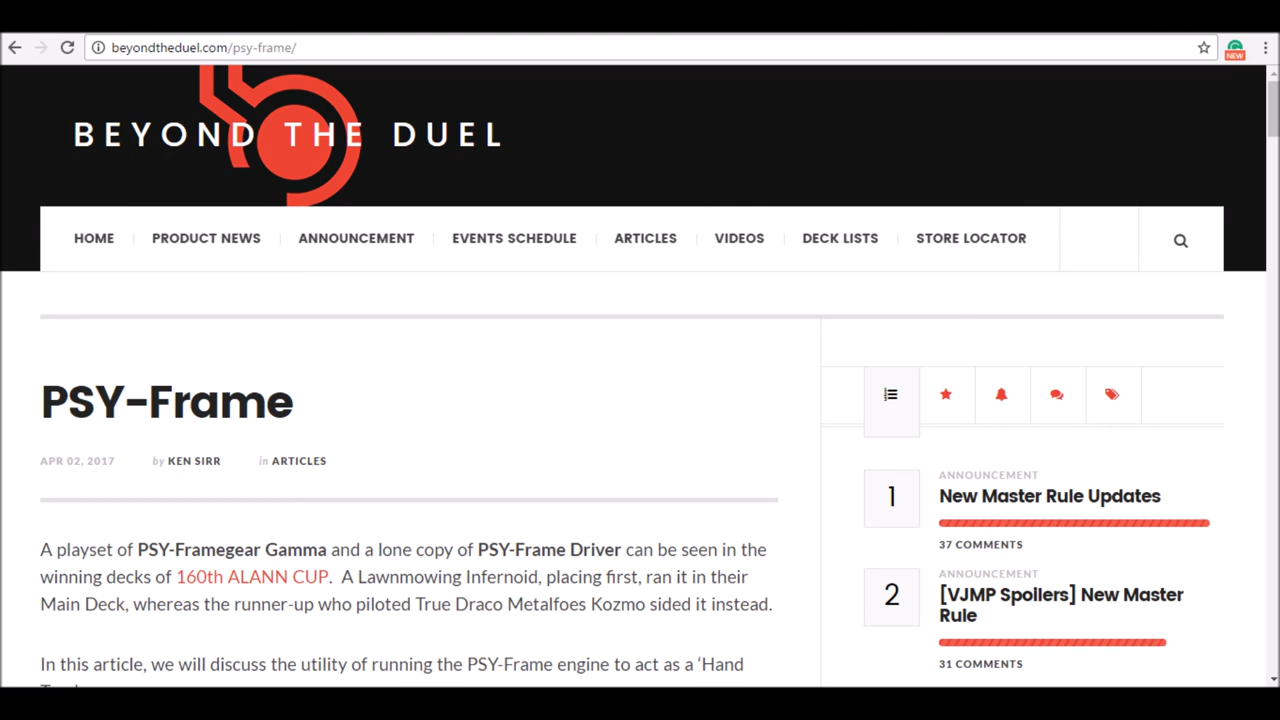 beyondtheduel.com/psy-frame/
NEW
BEYOND THE DUEL
HOME PRODUCT NEWS ANNOUNCEMENT EVENTS SCHEDULE ARTICLES VIDEOS DECK LISTS STORE LOCATOR
PSY-Frame
APR 02, 2017 by KEN SIRR in ARTICLES
A playset of PSY-Framegear Gamma and a lone copy of PSY-Frame Driver can be seen in the
winning decks of 160th ALANN CUP. A Lawnmowing Infernoid, placing first, ran it in their
Main Deck, whereas the runner-up who piloted True Draco Metalfoes Kozmo sided it instead.
In this article, we will discuss the utility of running the PSY-Frame engine to act as a ‘Hand
1
ANNOUNCEMENT
New Master Rule Updates
37 COMMENTS
2
ANNOUNCEMENT
[VJMP Spoilers] New Master
Rule
31 COMMENTS